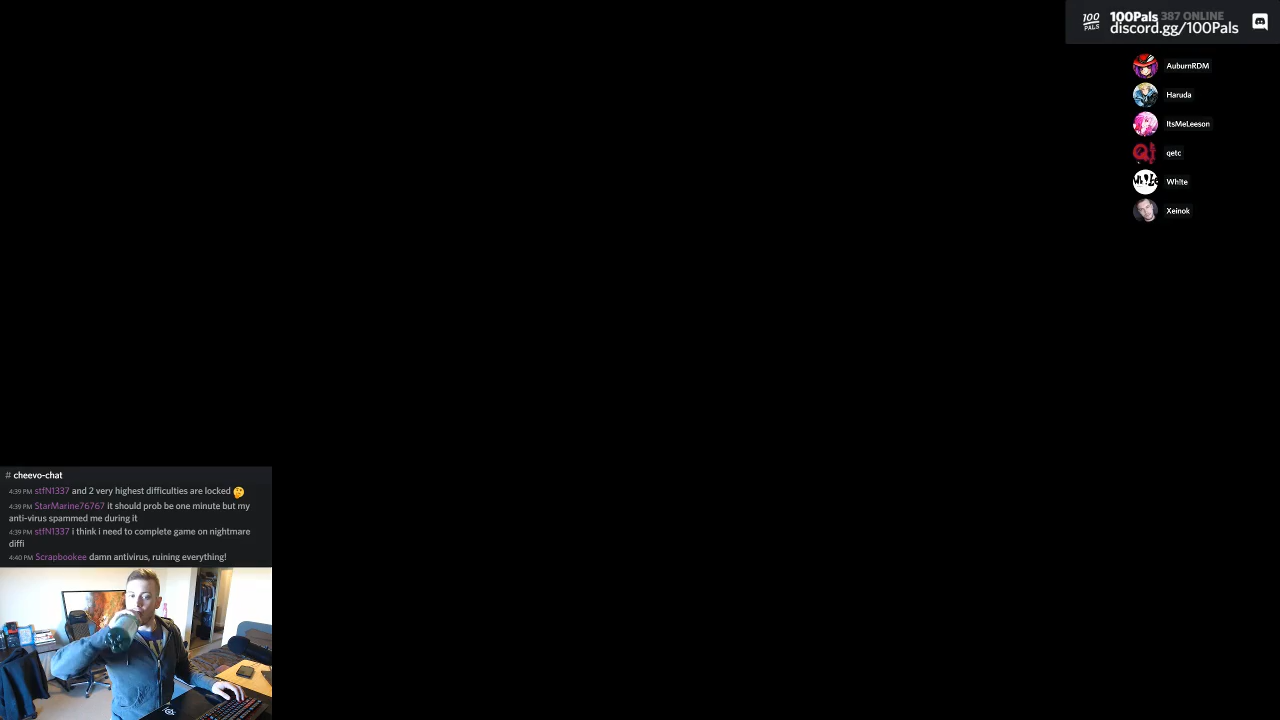 100 PALS
100Pals 387 ONLINE
discord.gg/100Pals
AuburnRDM
Haruda
ItsMeLeeson
qetc
White
Xeinok
# cheevo-chat
4:39 PM stfN1337 and 2 very highest difficulties are locked 🤔
4:39 PM StarMarine76767 it should prob be one minute but my
anti-virus spammed me during it
4:39 PM stfN1337 i think i need to complete game on nightmare
diffi
4:40 PM Scrapbookee damn antivirus, ruining everything!